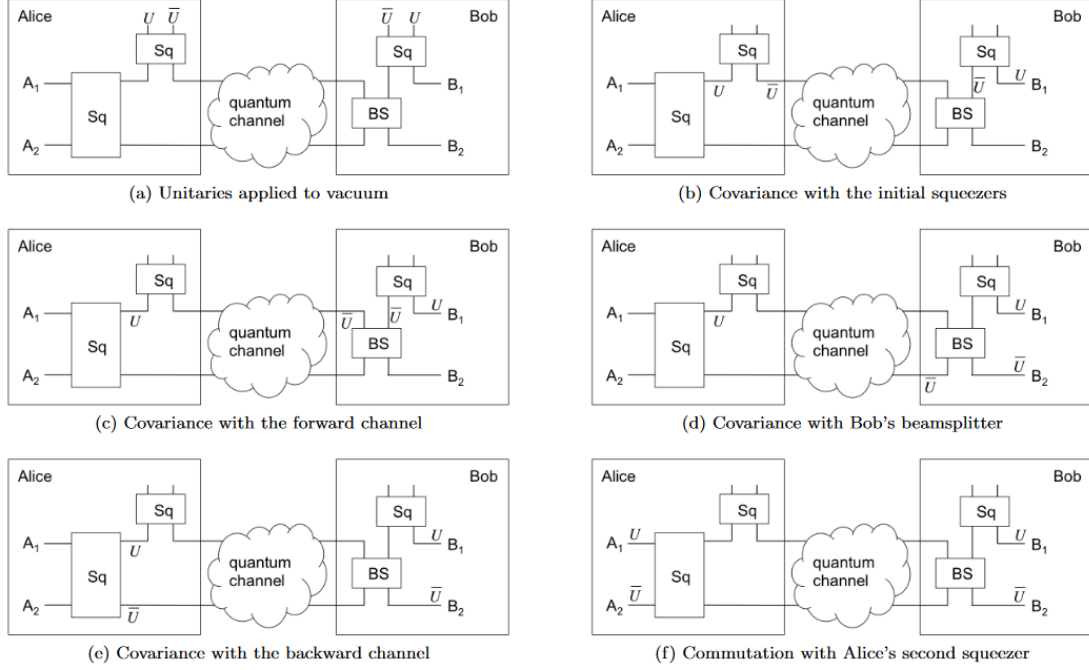 Alice
U U̅
Sq
A₁
Sq
A₂
quantum
channel
U̅ U
Bob
Sq
B₁
BS
B₂
(a) Unitaries applied to vacuum
Alice
Sq
A₁
U
U̅
Sq
A₂
quantum
channel
Bob
Sq
U
U̅
B₁
BS
B₂
(b) Covariance with the initial squeezers
Alice
Sq
A₁
U
Sq
A₂
quantum
channel
Bob
Sq
U
U̅ U̅
B₁
BS
B₂
(c) Covariance with the forward channel
Alice
Sq
A₁
U
Sq
A₂
quantum
channel
Bob
Sq
U
B₁
BS
U̅
B₂
U̅
(d) Covariance with Bob's beamsplitter
Alice
Sq
A₁
U
Sq
A₂
U̅
quantum
channel
Bob
Sq
U
B₁
BS
U̅
B₂
(e) Covariance with the backward channel
Alice
Sq
A₁ U
Sq
A₂ U̅
quantum
channel
Bob
Sq
U
B₁
BS
U̅
B₂
(f) Commutation with Alice's second squeezer